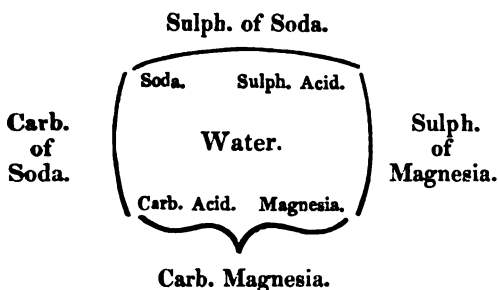 Sulph. of Soda.
Soda. Sulph. Acid.
Carb.
of
Soda.
Water.
Sulph.
of
Magnesia.
Carb. Acid. Magnesia.
Carb. Magnesia.